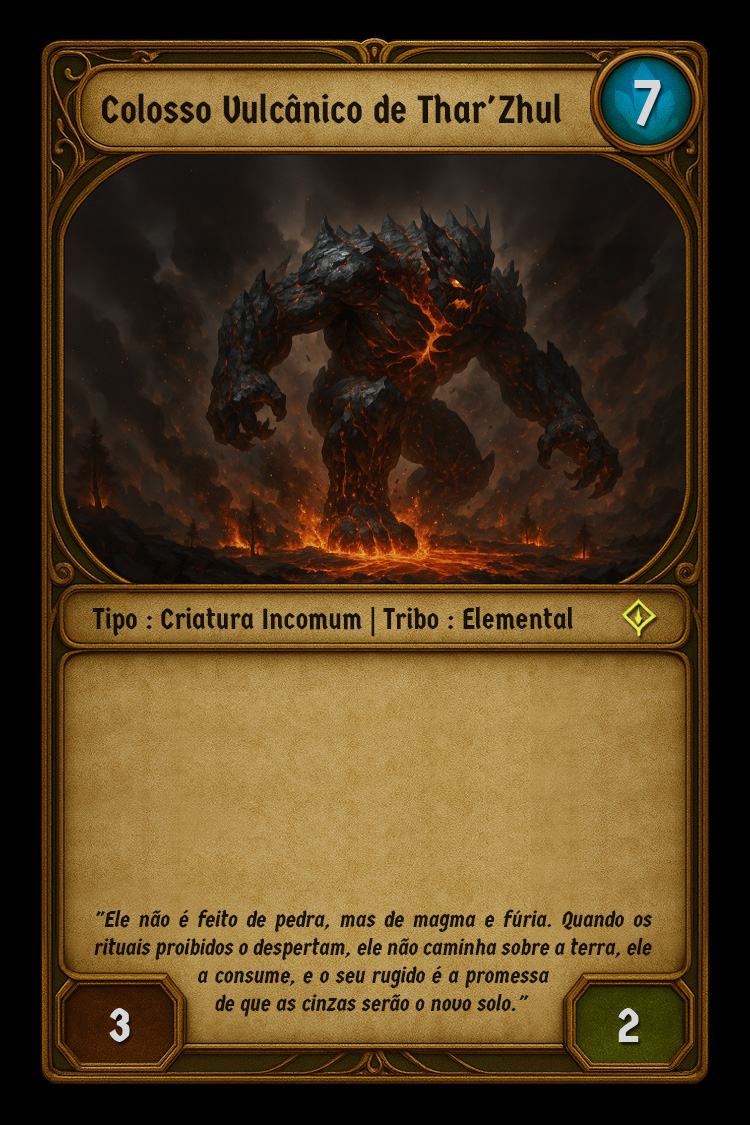 Colosso Vulcânico de Thar'Zhul
7
Tipo : Criatura Incomum | Tribo : Elemental
"Ele não é feito de pedra, mas de magma e fúria. Quando os
rituais proibidos o despertam, ele não caminha sobre a terra, ele
a consume, e o seu rugido é a promessa
de que as cinzas serão o novo solo."
3
2